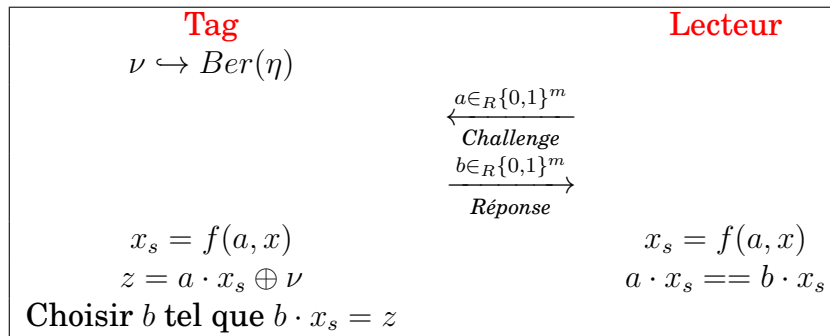 Tag Lecteur
ν ↪ Ber(η)
a∈_R{0,1}^m
Challenge
b∈_R{0,1}^m
Réponse
x_s = f(a, x) x_s = f(a, x)
z = a · x_s ⊕ ν a · x_s == b · x_s
Choisir b tel que b · x_s = z